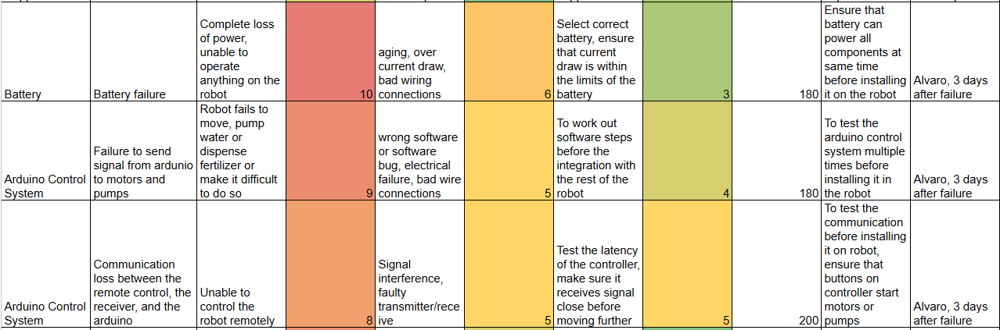 Battery
Battery failure
Complete loss
of power,
unable to
operate
anything on the
robot
10
aging, over
current draw,
bad wiring
connections
6
Select correct
battery, ensure
that current
draw is within
the limits of the
battery
3
180
Ensure that
battery can
power all
components at
same time
before installing
it on the robot
Alvaro, 3 days
after failure
Arduino Control
System
Failure to send
signal from ardunio
to motors and
pumps
Robot fails to
move, pump
water or
dispense
fertilizer or
make it difficult
to do so
9
wrong software
or software
bug, electrical
failure, bad wire
connections
5
To work out
software steps
before the
integration with
the rest of the
robot
4
180
To test the
arduino control
system multiple
times before
installing it in
the robot
Alvaro, 3 days
after failure
Arduino Control
System
Communication
loss between the
remote control, the
receiver, and the
arduino
Unable to
control the
robot remotely
8
Signal
interference,
faulty
transmitter/rece
ive
5
Test the latency
of the controller,
make sure it
receives signal
close before
moving further
5
200
To test the
communication
before installing
it on robot,
ensure that
buttons on
controller start
motors or
pumps
Alvaro, 3 days
after failure